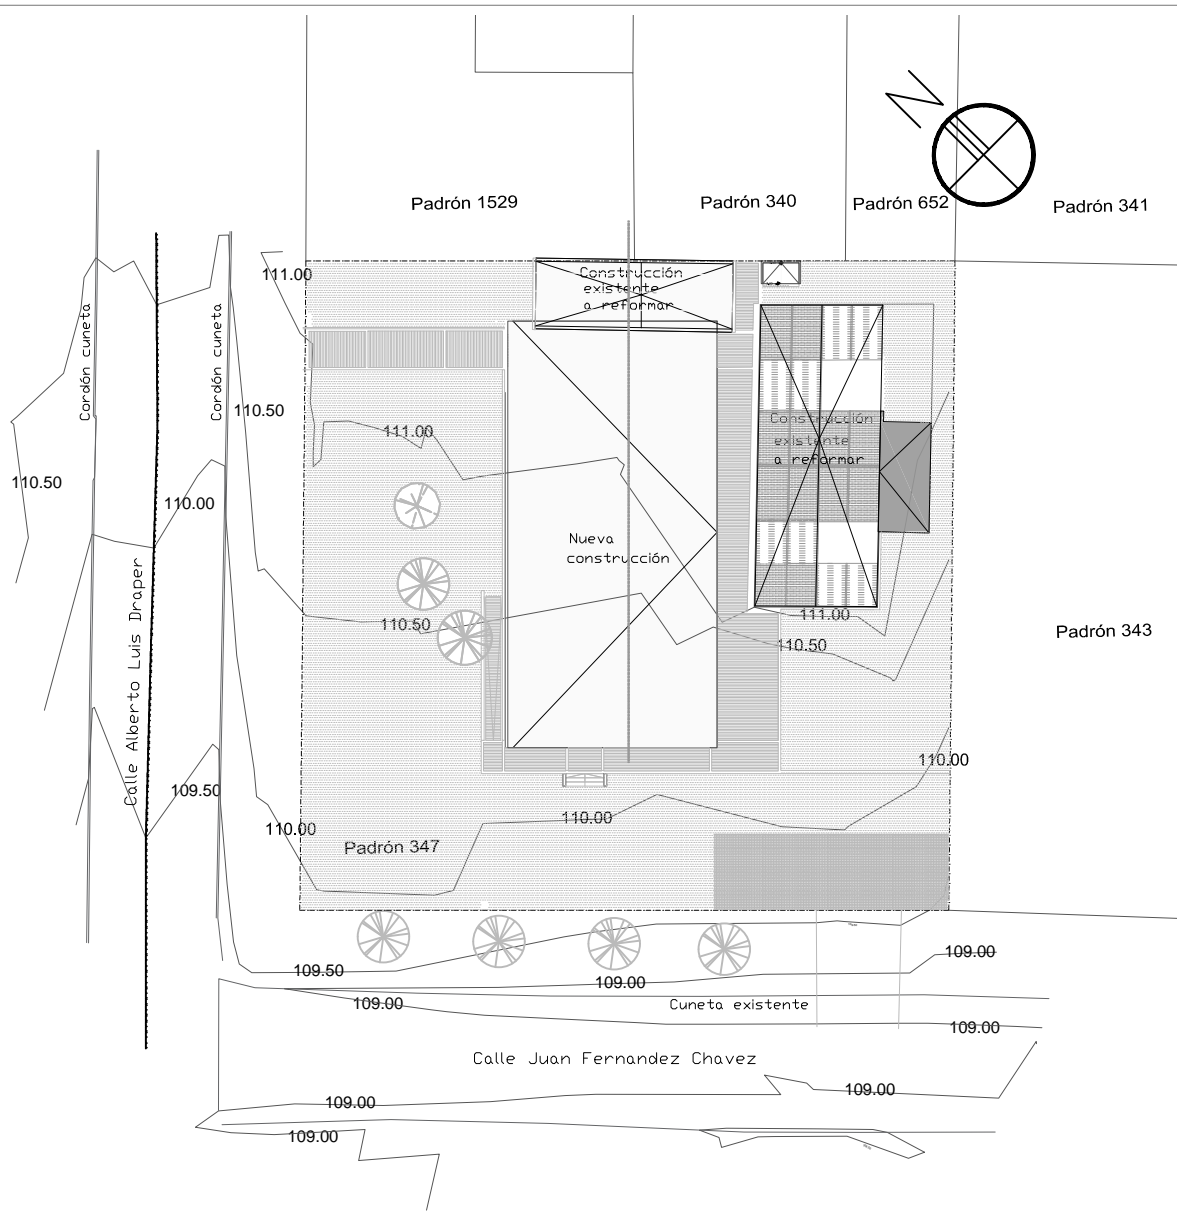 N
Padrón 1529
Padrón 340
Padrón 652
Padrón 341
111.00
Construcción
existente
a reformar
Cordón cuneta
Cordón cuneta
110.50
111.00
Construcción
existente
a reformar
110.50
110.00
Nueva
construcción
Calle Alberto Luis Draper
110.50
111.00
110.50
Padrón 343
110.00
109.50
110.00
110.00
Padrón 347
109.00
109.50
109.00
109.00
Cuneta existente
109.00
Calle Juan Fernandez Chavez
109.00
109.00
109.00